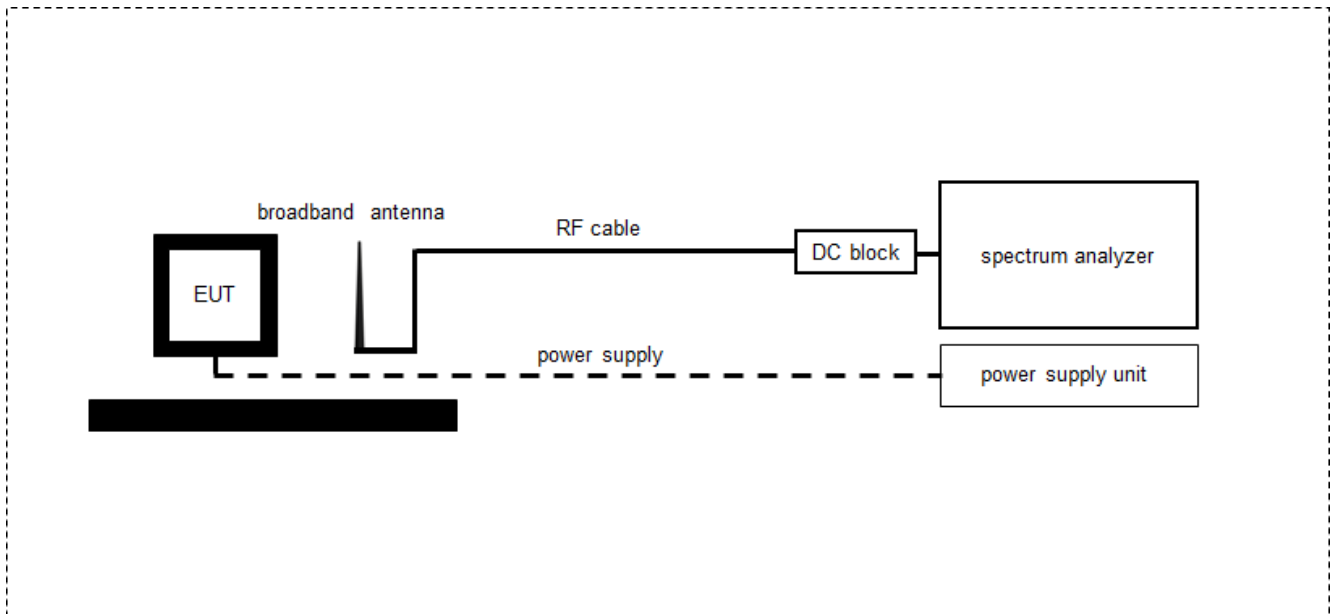 broadband antenna
RF cable
DC block
spectrum analyzer
EUT
power supply
power supply unit